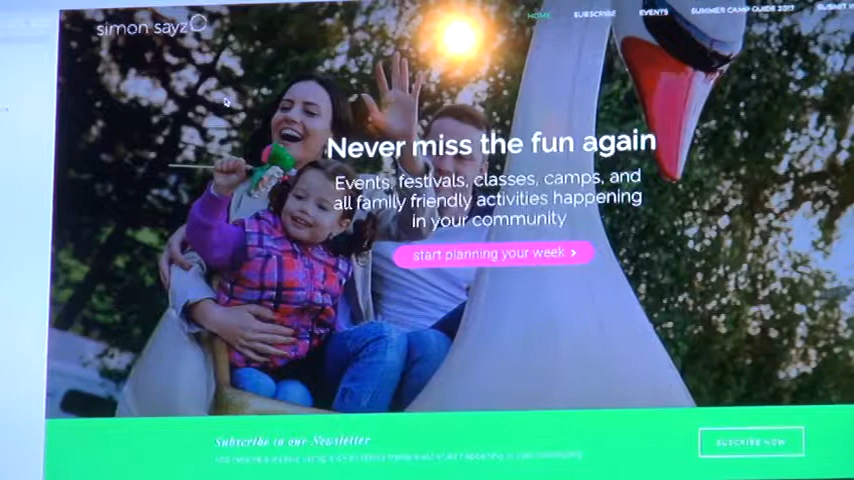 simon sayz
HOME SUBSCRIBE EVENTS SUMMER CAMP GUIDE 2017 SUBMIT
Never miss the fun again
Events, festivals, classes, camps, and
all family friendly activities happening
in your community
start planning your week >
Subscribe to our Newsletter
SUBSCRIBE NOW